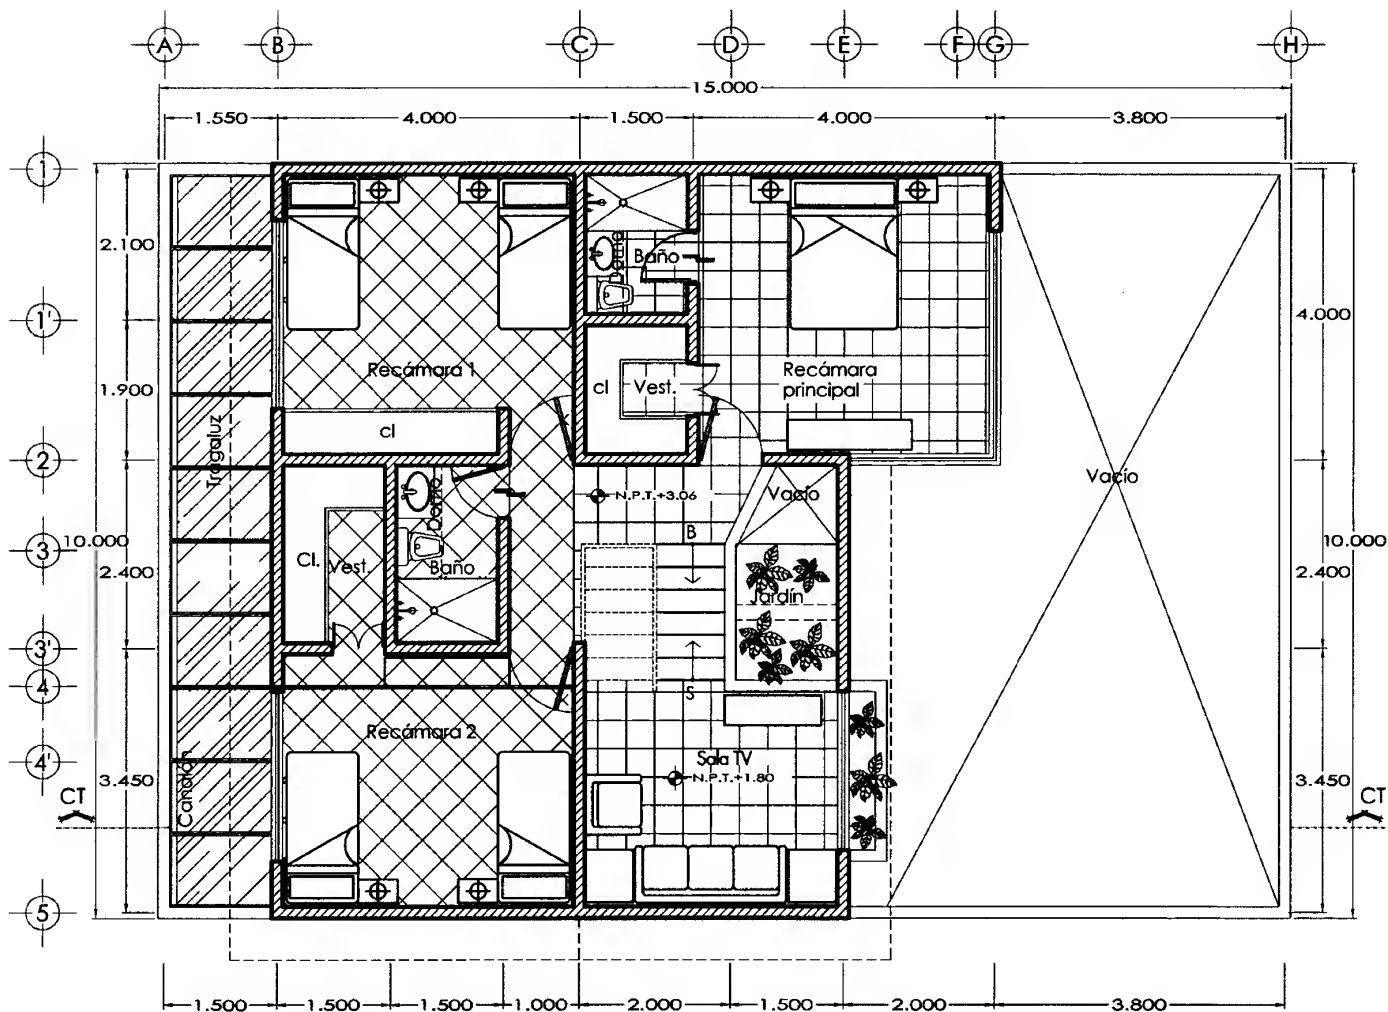 A B C D E F G H
15.000
1.550 4.000 1.500 4.000 3.800
1
2.100
Baño
4.000
1'
1.900
Recámara 1
cl
Vest.
Recámara
principal
Tragaluz
cl
2
Vacío
N.P.T.+3.06
Vacío
Baño
B
3
10.000
2.400
Cl.
Vest.
Baño
Jardín
10.000
2.400
3'
4
S
Recámara 2
Sala TV
N.P.T.+1.80
4'
3.450
Canalón
3.450
CT
CT
5
1.500 1.500 1.500 1.000 2.000 1.500 2.000 3.800